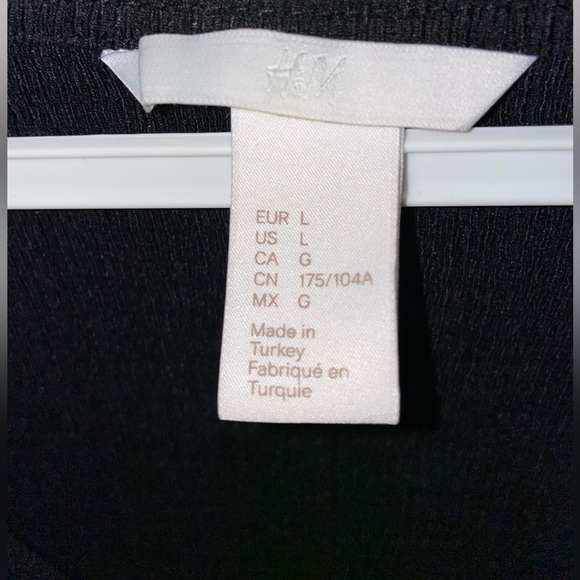 H&M
EUR L
US L
CA G
CN 175/104A
MX G
Made in
Turkey
Fabriqué en
Turquie